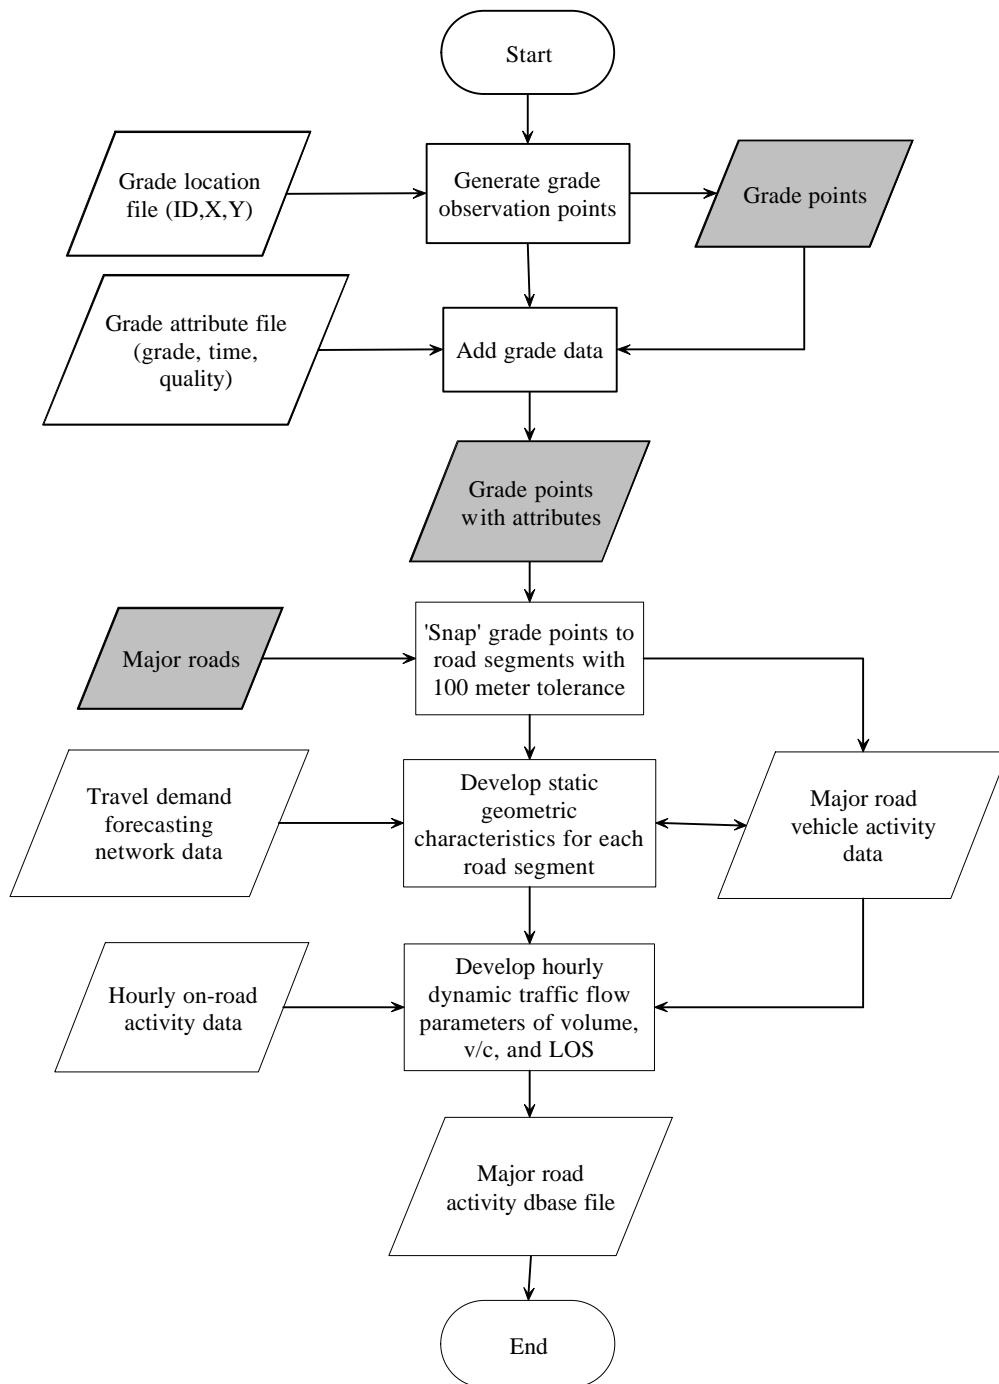 Start
Grade location
file (ID,X,Y)
Generate grade
observation points
Grade points
Grade attribute file
(grade, time,
quality)
Add grade data
Grade points
with attributes
Major roads
'Snap' grade points to
road segments with
100 meter tolerance
Travel demand
forecasting
network data
Develop static
geometric
characteristics for each
road segment
Major road
vehicle activity
data
Hourly on-road
activity data
Develop hourly
dynamic traffic flow
parameters of volume,
v/c, and LOS
Major road
activity dbase file
End